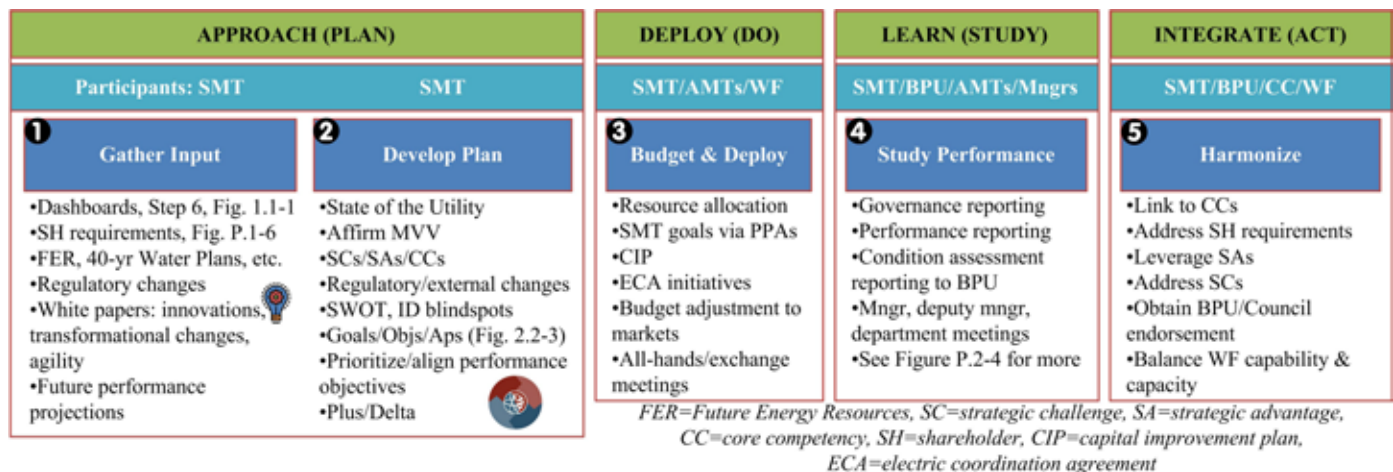 APPROACH (PLAN)
Participants: SMT
SMT
1
Gather Input
•Dashboards, Step 6, Fig. 1.1-1
•SH requirements, Fig. P.1-6
•FER, 40-yr Water Plans, etc.
•Regulatory changes
•White papers: innovations,
transformational changes,
agility
•Future performance
projections
2
Develop Plan
•State of the Utility
•Affirm MVV
•SCs/SAs/CCs
•Regulatory/external changes
•SWOT, ID blindspots
•Goals/Objs/Aps (Fig. 2.2-3)
•Prioritize/align performance
objectives
•Plus/Delta
DEPLOY (DO)
SMT/AMTs/WF
3
Budget & Deploy
•Resource allocation
•SMT goals via PPAs
•CIP
•ECA initiatives
•Budget adjustment to
markets
•All-hands/exchange
meetings
LEARN (STUDY)
SMT/BPU/AMTs/Mngrs
4
Study Performance
•Governance reporting
•Performance reporting
•Condition assessment
reporting to BPU
•Mngr, deputy mngr,
department meetings
•See Figure P.2-4 for more
INTEGRATE (ACT)
SMT/BPU/CC/WF
5
Harmonize
•Link to CCs
•Address SH requirements
•Leverage SAs
•Address SCs
•Obtain BPU/Council
endorsement
•Balance WF capability &
capacity
FER=Future Energy Resources, SC=strategic challenge, SA=strategic advantage,
CC=core competency, SH=shareholder, CIP=capital improvement plan,
ECA=electric coordination agreement